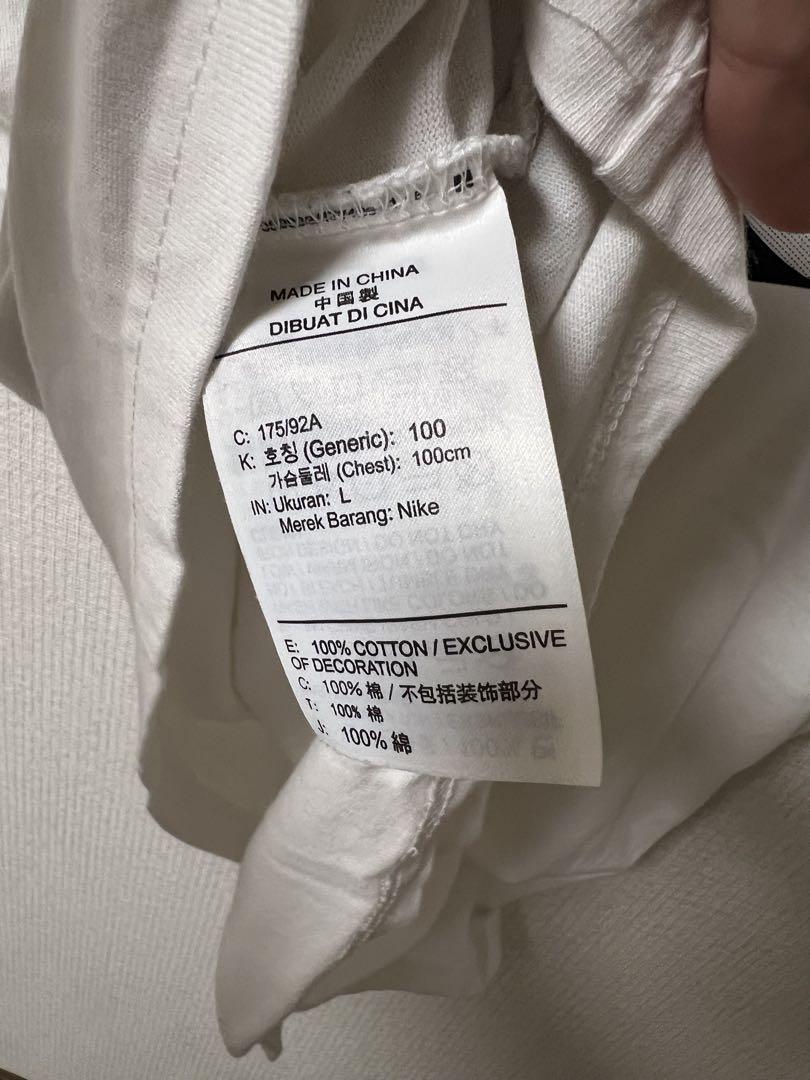 MADE IN CHINA
中国製
DIBUAT DI CINA
C: 175/92A
K: 호칭 (Generic): 100
가슴둘레 (Chest): 100cm
IN: Ukuran: L
Merek Barang: Nike
E: 100% COTTON / EXCLUSIVE
OF DECORATION
C: 100% 棉 / 不包括装饰部分
T: 100% 棉
J: 100% 綿